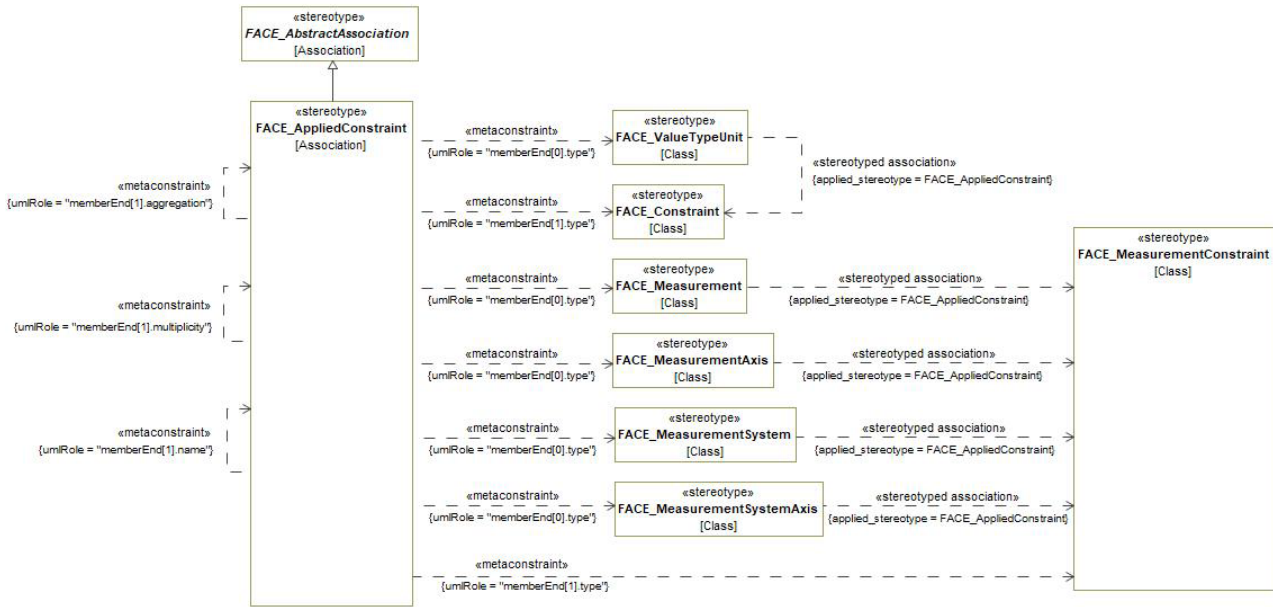 «stereotype»
FACE_AbstractAssociation
[Association]
«stereotype»
FACE_AppliedConstraint
[Association]
«metaconstraint»
{umlRole = "memberEnd[1].aggregation"}
«metaconstraint»
{umlRole = "memberEnd[1].multiplicity"}
«metaconstraint»
{umlRole = "memberEnd[1].name"}
«metaconstraint»
{umlRole = "memberEnd[0].type"}
«stereotype»
FACE_ValueTypeUnit
[Class]
«stereotyped association»
{applied_stereotype = FACE_AppliedConstraint}
«metaconstraint»
{umlRole = "memberEnd[1].type"}
«stereotype»
FACE_Constraint
[Class]
«metaconstraint»
{umlRole = "memberEnd[0].type"}
«stereotype»
FACE_Measurement
[Class]
«stereotyped association»
{applied_stereotype = FACE_AppliedConstraint}
«stereotype»
FACE_MeasurementConstraint
[Class]
«metaconstraint»
{umlRole = "memberEnd[0].type"}
«stereotype»
FACE_MeasurementAxis
[Class]
«stereotyped association»
{applied_stereotype = FACE_AppliedConstraint}
«metaconstraint»
{umlRole = "memberEnd[0].type"}
«stereotype»
FACE_MeasurementSystem
[Class]
«stereotyped association»
{applied_stereotype = FACE_AppliedConstraint}
«metaconstraint»
{umlRole = "memberEnd[0].type"}
«stereotype»
FACE_MeasurementSystemAxis
[Class]
«stereotyped association»
{applied_stereotype = FACE_AppliedConstraint}
«metaconstraint»
{umlRole = "memberEnd[1].type"}